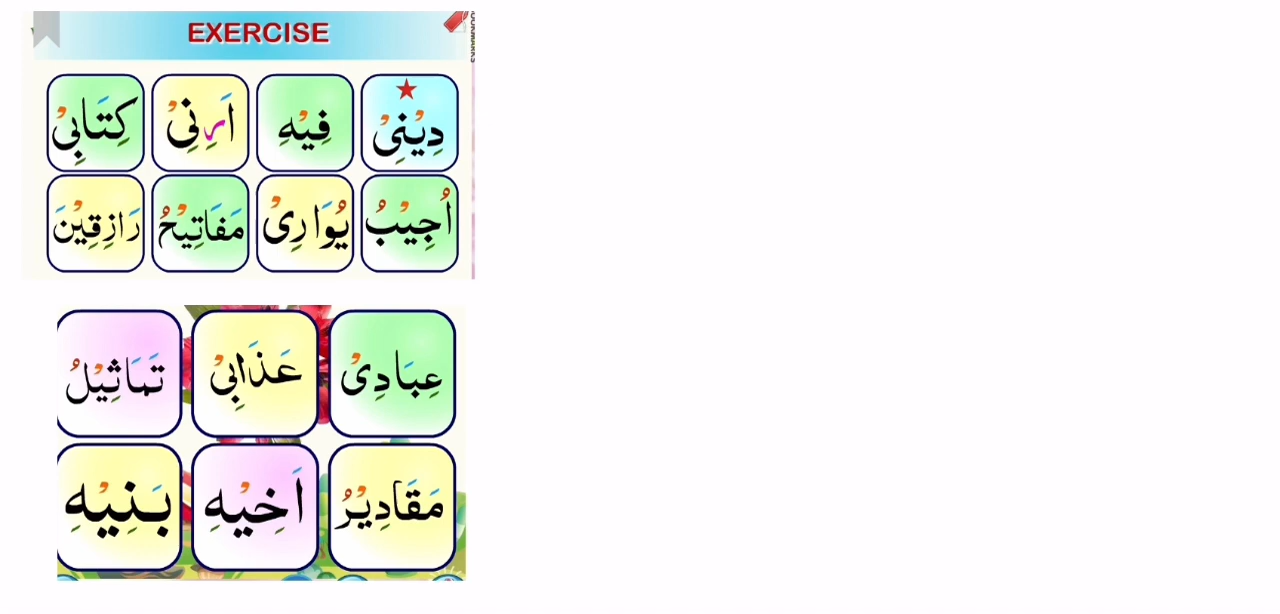 EXERCISE
دِيْنِىْ فِيْهِ اَرِنِىْ كِتَابِىْ
اُجِيْبُ يُوَارِىْ مَفَاتِيْحُ رَازِقِيْنَ
عِبَادِىْ عَذَابِىْ تَمَاثِيْلُ
مَقَادِيْرُ اَخِيْهِ بَنِيْهِ